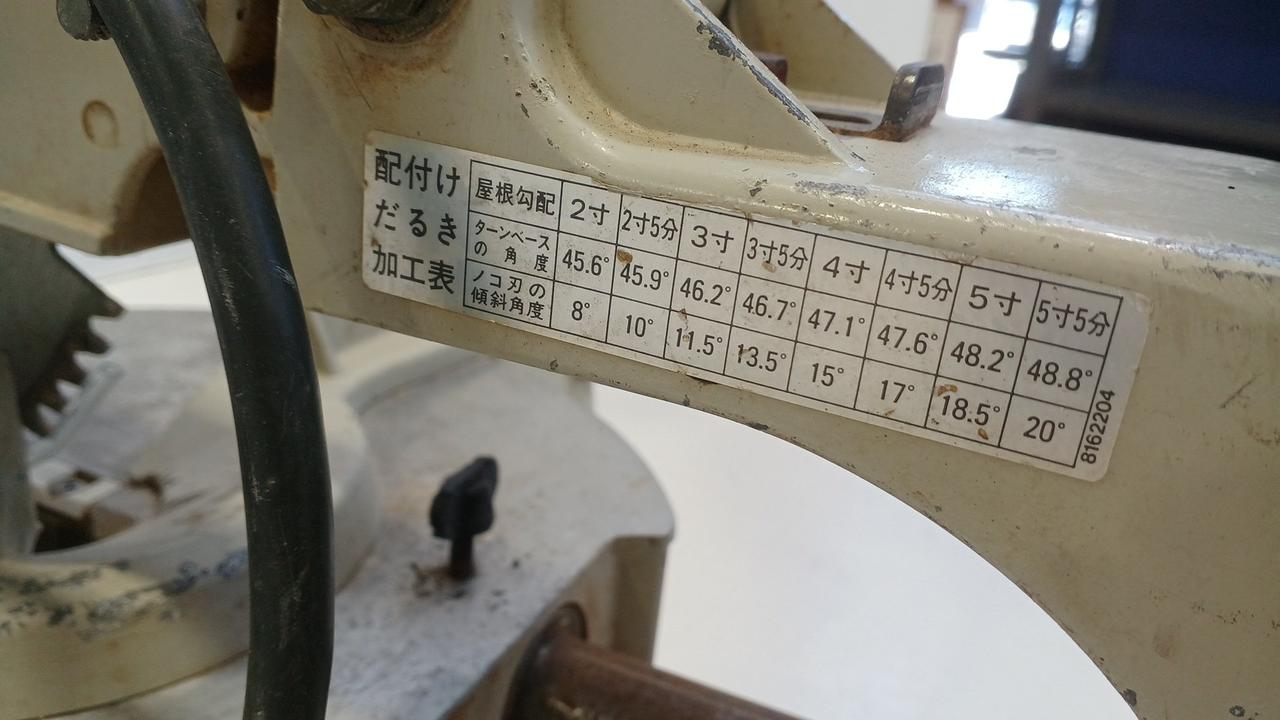 配付け
だるき
加工表
屋根勾配 2寸 2寸5分 3寸 3寸5分 4寸 4寸5分 5寸 5寸5分
ターンベース
の角度 45.6° 45.9° 46.2° 46.7° 47.1° 47.6° 48.2° 48.8°
ノコ刃の
傾斜角度 8° 10° 11.5° 13.5° 15° 17° 18.5° 20°
8162204